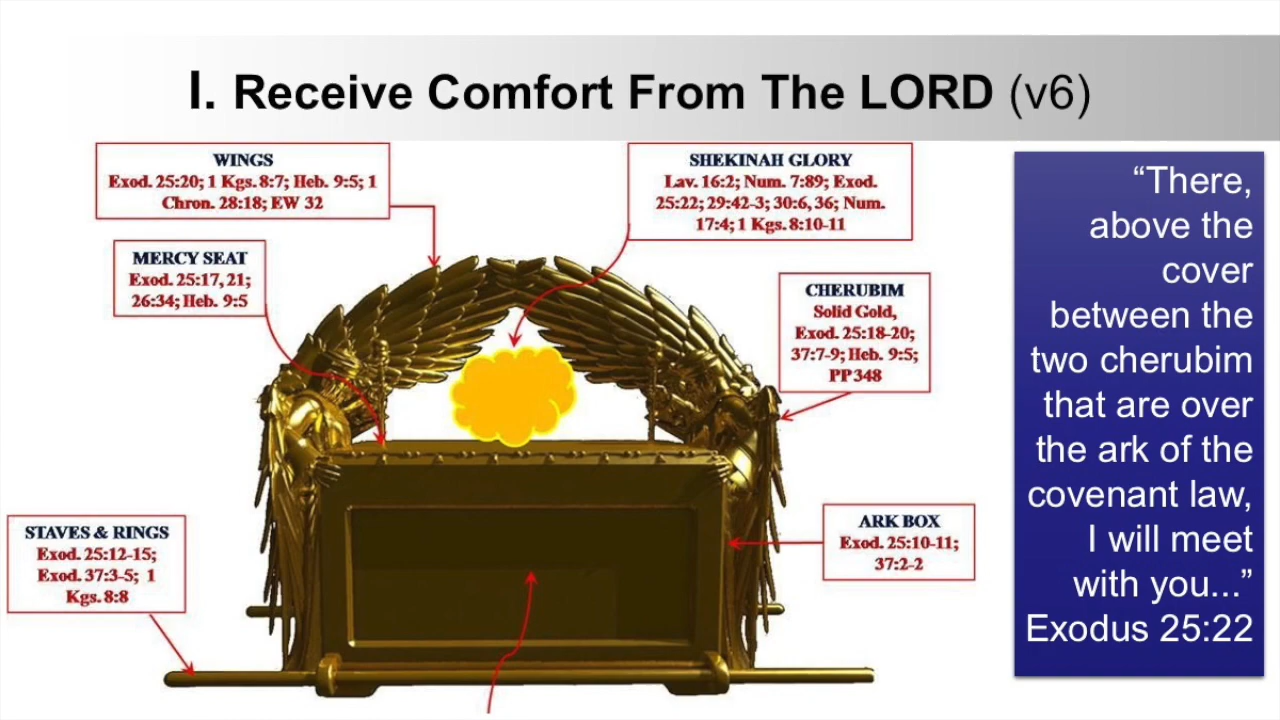 I. Receive Comfort From The LORD (v6)
WINGS
Exod. 25:20; 1 Kgs. 8:7; Heb. 9:5; 1
Chron. 28:18; EW 32
SHEKINAH GLORY
Lav. 16:2; Num. 7:89; Exod.
25:22; 29:42-3; 30:6, 36; Num.
17:4; 1 Kgs. 8:10-11
MERCY SEAT
Exod. 25:17, 21;
26:34; Heb. 9:5
CHERUBIM
Solid Gold,
Exod. 25:18-20;
37:7-9; Heb. 9:5;
PP 348
STAVES & RINGS
Exod. 25:12-15;
Exod. 37:3-5; 1
Kgs. 8:8
ARK BOX
Exod. 25:10-11;
37:2-2
“There,
above the
cover
between the
two cherubim
that are over
the ark of the
covenant law,
I will meet
with you...”
Exodus 25:22